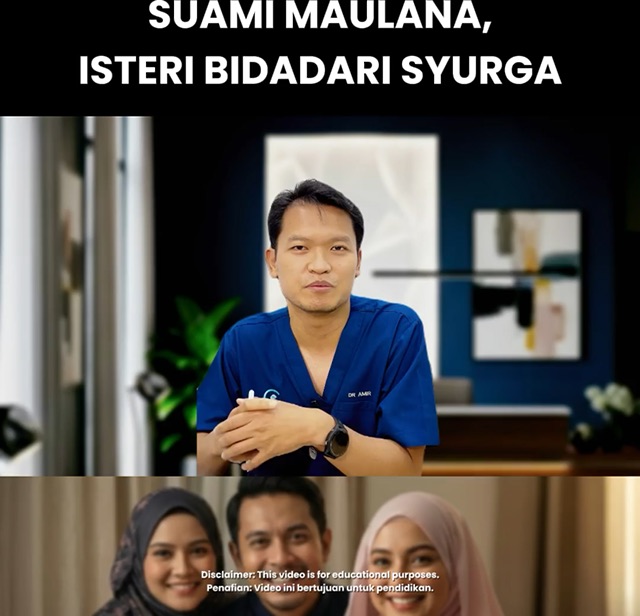 SUAMI MAULANA,
ISTERI BIDADARI SYURGA
DR AMIR
Disclaimer: This video is for educational purposes.
Penafian: Video ini bertujuan untuk pendidikan.